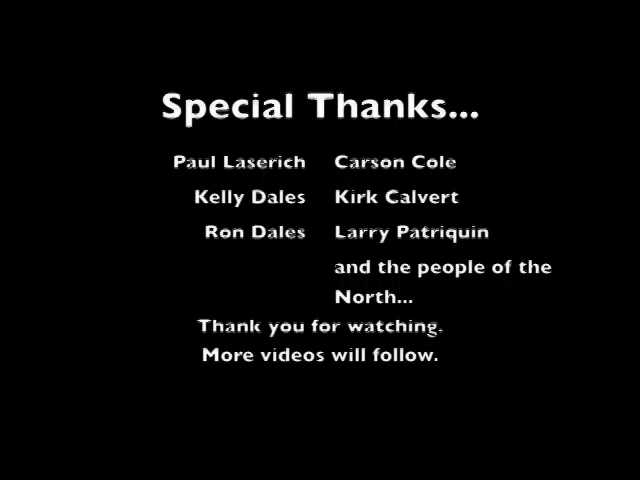 Special Thanks...
Paul Laserich Carson Cole
Kelly Dales Kirk Calvert
Ron Dales Larry Patriquin
and the people of the
North...
Thank you for watching.
More videos will follow.